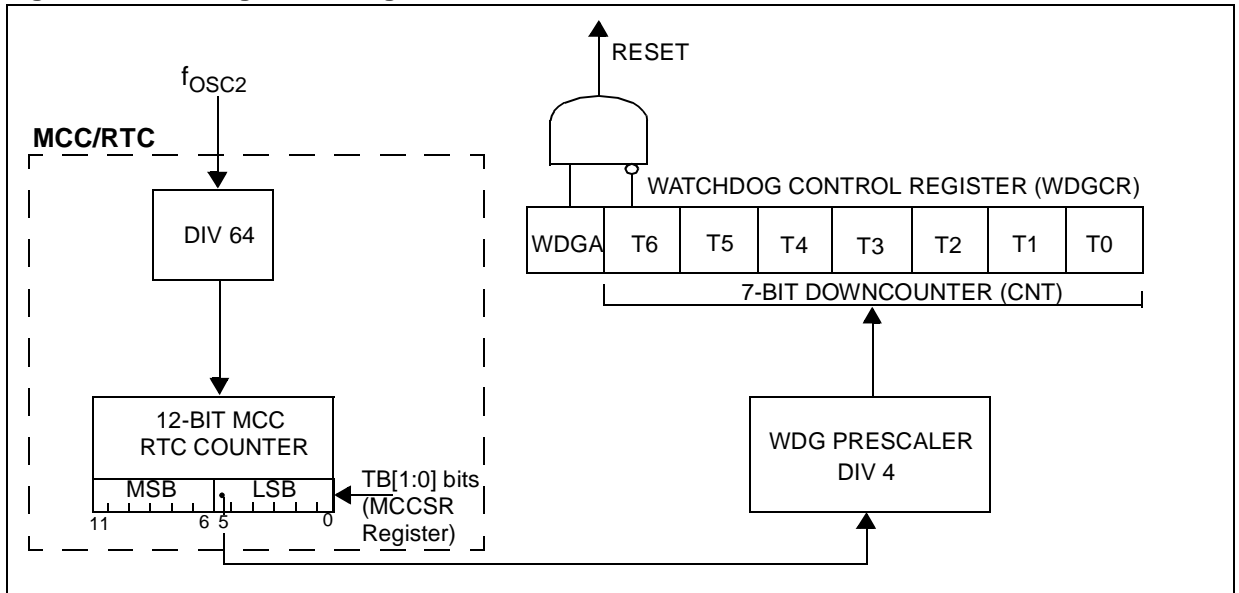 RESET
fOSC2
MCC/RTC
DIV 64
WATCHDOG CONTROL REGISTER (WDGCR)
WDGA T6 T5 T4 T3 T2 T1 T0
7-BIT DOWNCOUNTER (CNT)
12-BIT MCC
RTC COUNTER
MSB LSB
11 6 5 0
TB[1:0] bits
(MCCSR
Register)
WDG PRESCALER
DIV 4